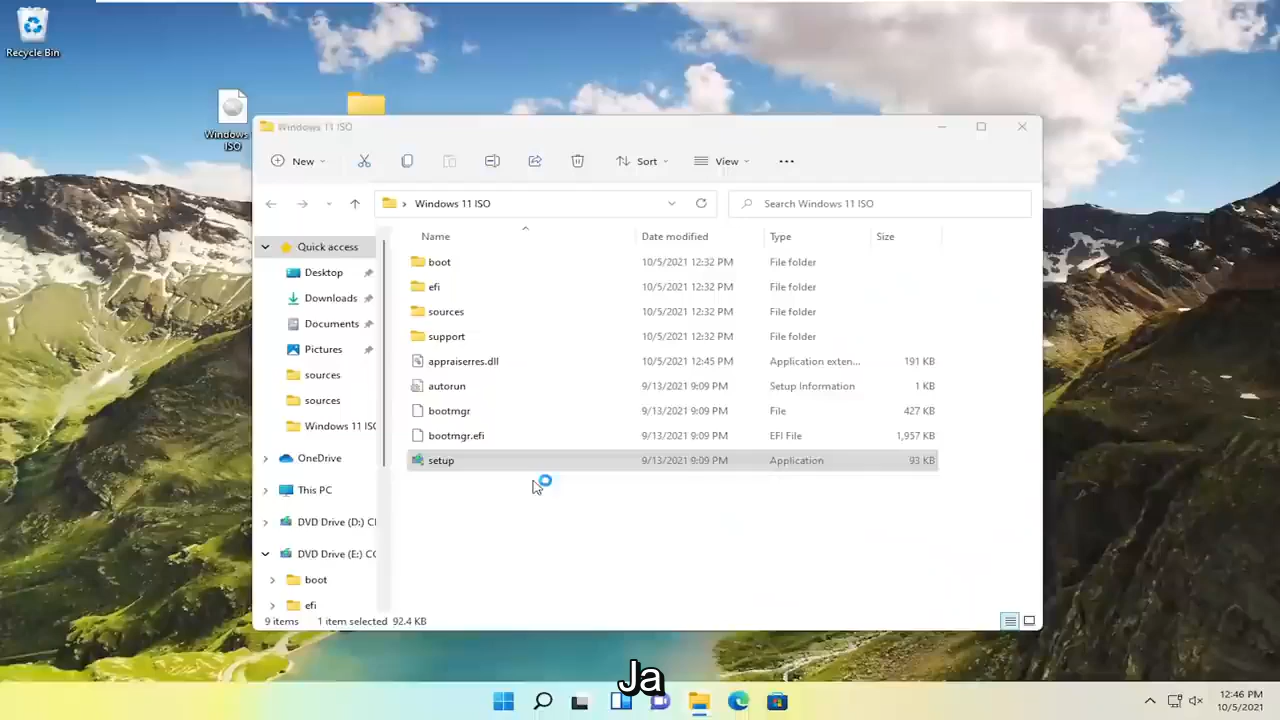 Recycle Bin
Windows
ISO
Windows 11 ISO
New
Sort
View
Windows 11 ISO
Search Windows 11 ISO
Name
Date modified
Type
Size
Quick access
Desktop
Downloads
Documents
Pictures
sources
sources
Windows 11 ISO
OneDrive
This PC
DVD Drive (D:) C
DVD Drive (E:) CC
boot
efi
boot 10/5/2021 12:32 PM File folder
efi 10/5/2021 12:32 PM File folder
sources 10/5/2021 12:32 PM File folder
support 10/5/2021 12:32 PM File folder
appraiserres.dll 10/5/2021 12:45 PM Application exten... 191 KB
autorun 9/13/2021 9:09 PM Setup Information 1 KB
bootmgr 9/13/2021 9:09 PM File 427 KB
bootmgr.efi 9/13/2021 9:09 PM EFI File 1,957 KB
setup 9/13/2021 9:09 PM Application 93 KB
9 items 1 item selected 92.4 KB
Ja
12:46 PM
10/5/2021